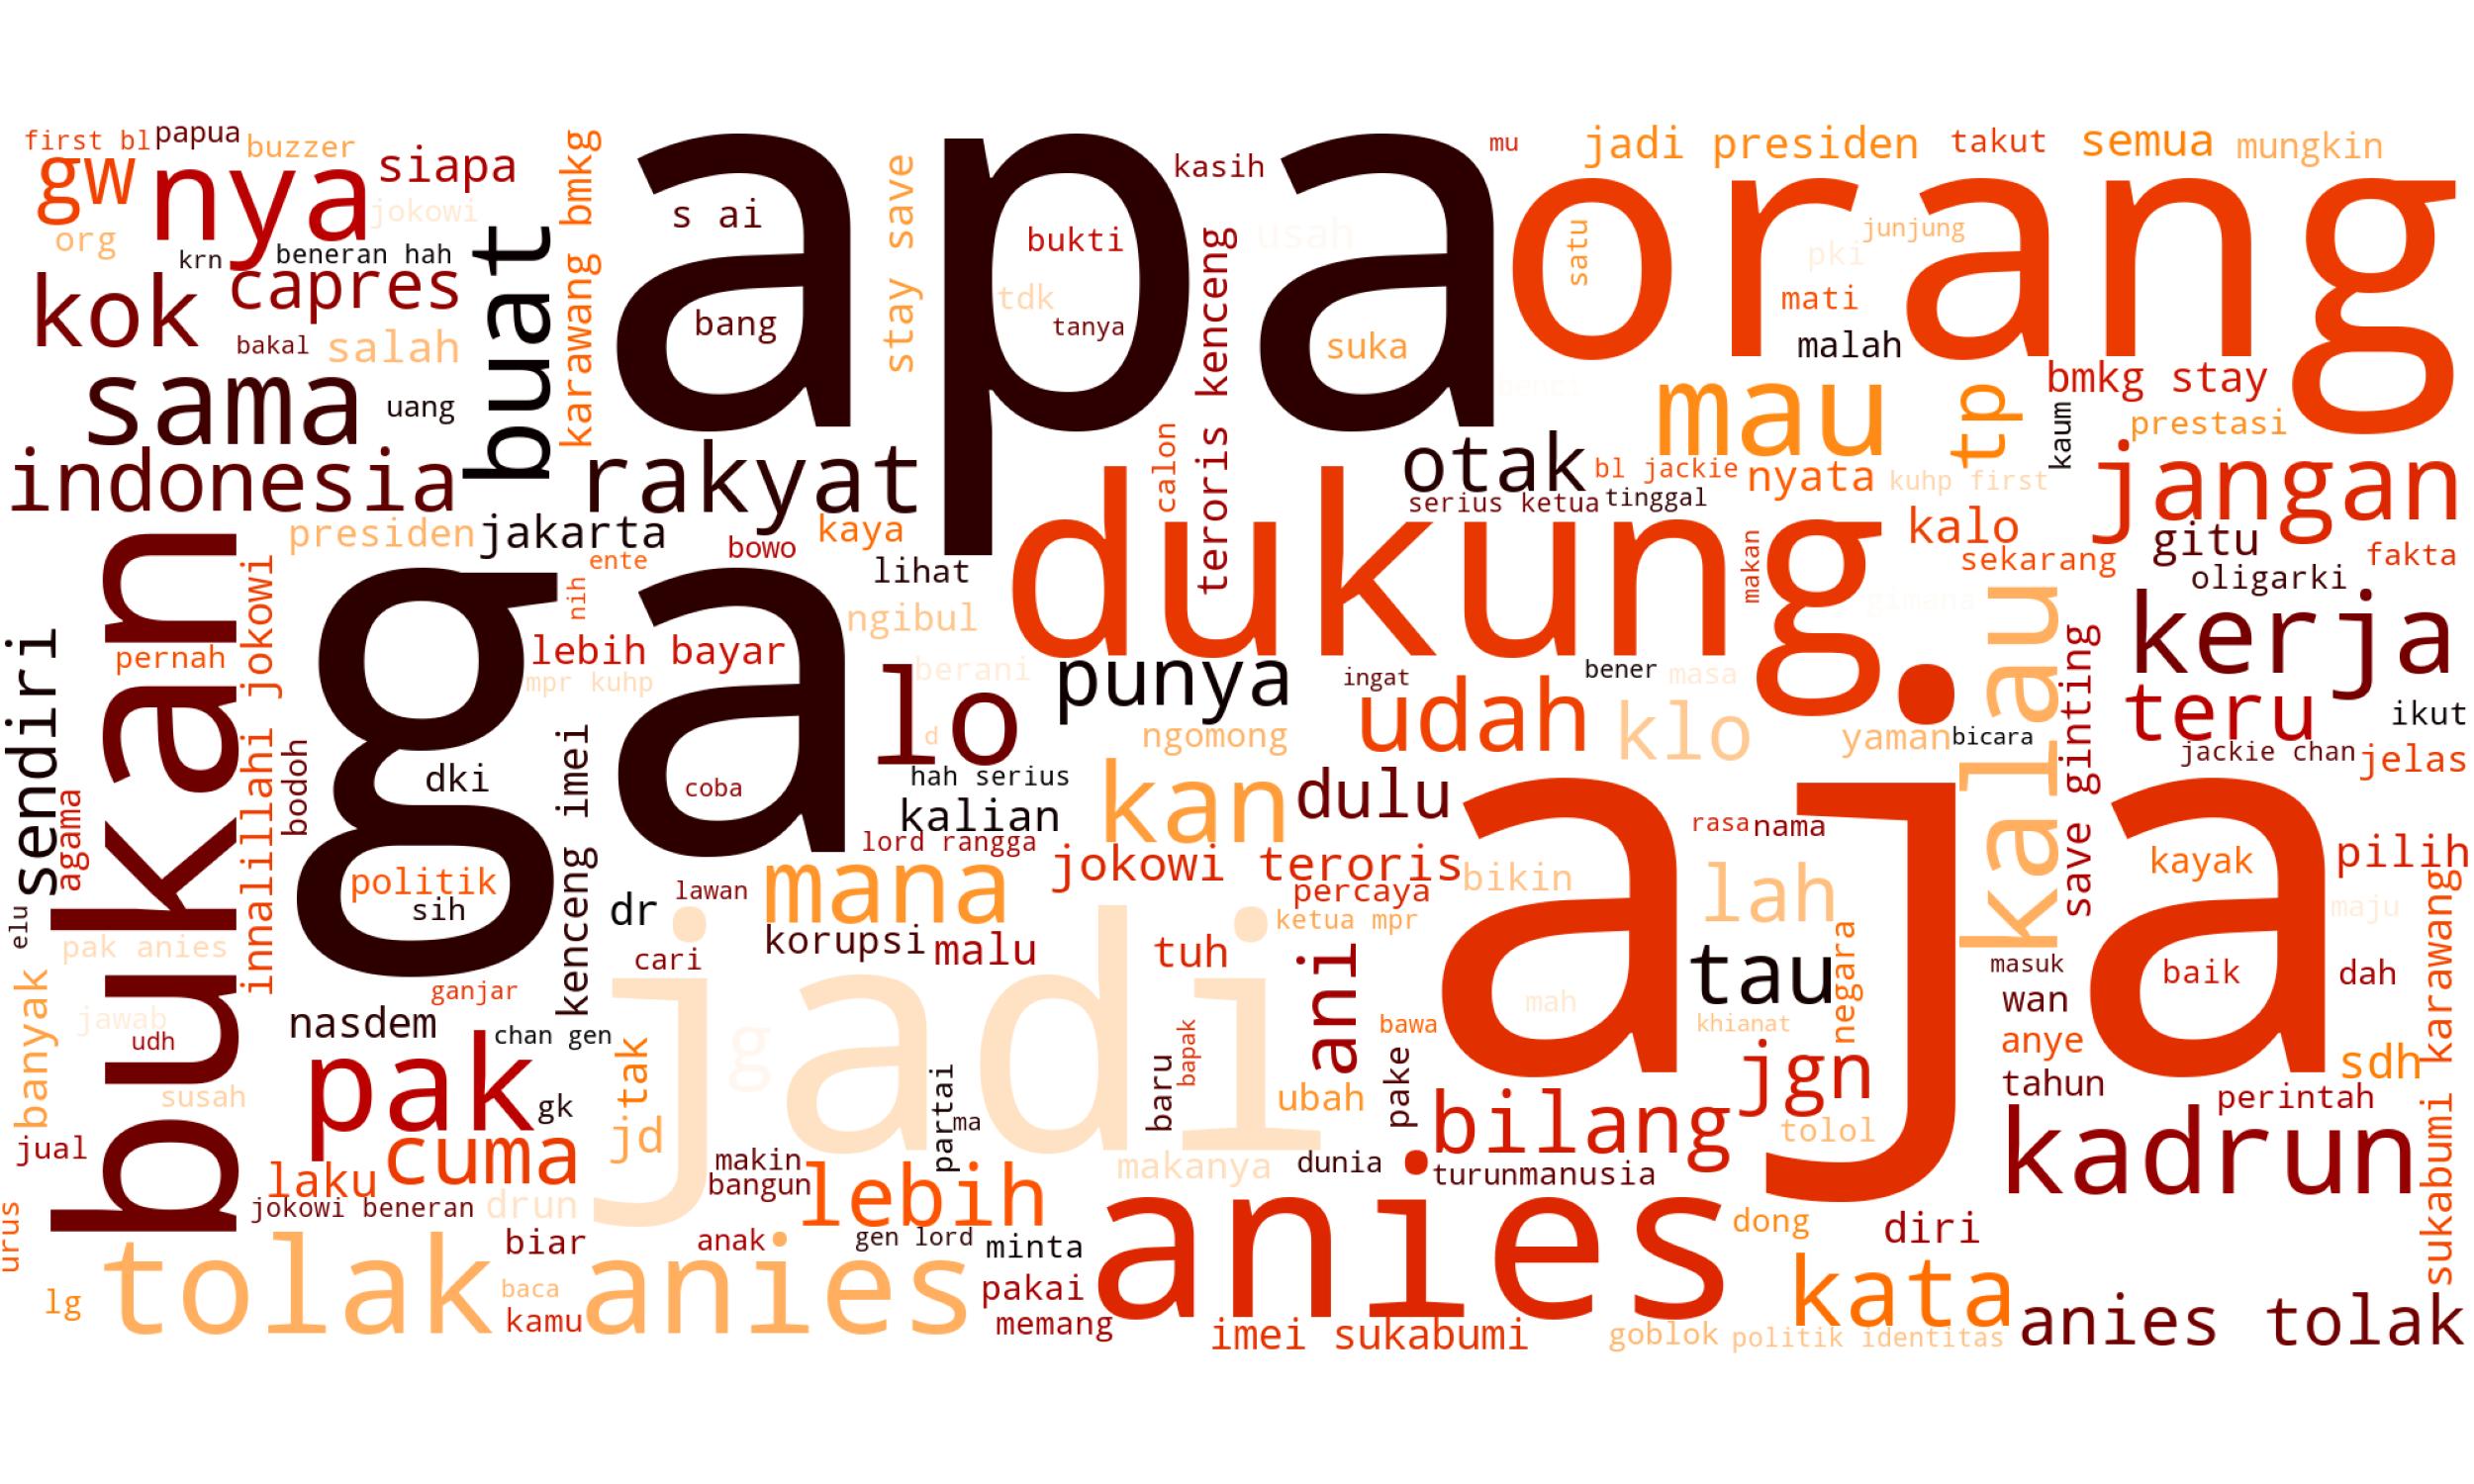 first bl
papua
buzzer
gw
nya
siapa
jokowi
org
krn
beneran hah
kok
capres
bakal
salah
sama
uang
indonesia
buat
karawang bmkg
apa
s ai
bang
stay save
bukti
tdk
tanya
kasih
usah
teroris kenceng
suka
mu
orang
jadi presiden
takut
semua
mungkin
satu
junjung
pki
mati
malah
mau
tp
kaum
bmkg stay
prestasi
jangan
rakyat
otak
calon
bl jackie
nyata
kuhp first
serius ketua
tinggal
presiden
jakarta
bowo
kaya
lihat
ente
nih
dukung
makan
kalo
sekarang
gitu
fakta
oligarki
bukan
ga
sendiri
pernah
innalillahi jokowi
lebih bayar
mpr kuhp
ngibul
berani
lo
d
punya
ingat
bener
masa
udah
klo
gimana
kalau
kerja
teru
save ginting
ikut
yaman
bicara
jackie chan
jelas
ngomong
bodoh
dki
kenceng imei
coba
hah serius
kalian
kan
dulu
aja
agama
lord rangga
rasa
nama
politik
sih
dr
lawan
mana
jokowi teroris
percaya
bikin
lah
kayak
pilih
elu
pak anies
korupsi
malu
ketua mpr
tuh
ani
tau
negara
maju
cari
masuk
baik
dah
banyak
ganjar
jadi
mah
wan
jawab
udh
nasdem
chan gen
jg
bawa
khianat
anye
sdh
sukabumi karawang
pak
gk
tak
jd
partai
ma
baru
bapak
ubah
pake
jgn
tahun
perintah
susah
bilang
tolol
kadrun
jual
cuma
laku
makin
bangun
makanya
dunia
turun
manusia
jokowi beneran
drun
lebih
anies
urus
biar
anak
gen lord
minta
dong
diri
tolak anies
lg
baca
kamu
pakai
memang
kata
imei sukabumi
goblok
politik identitas
anies tolak